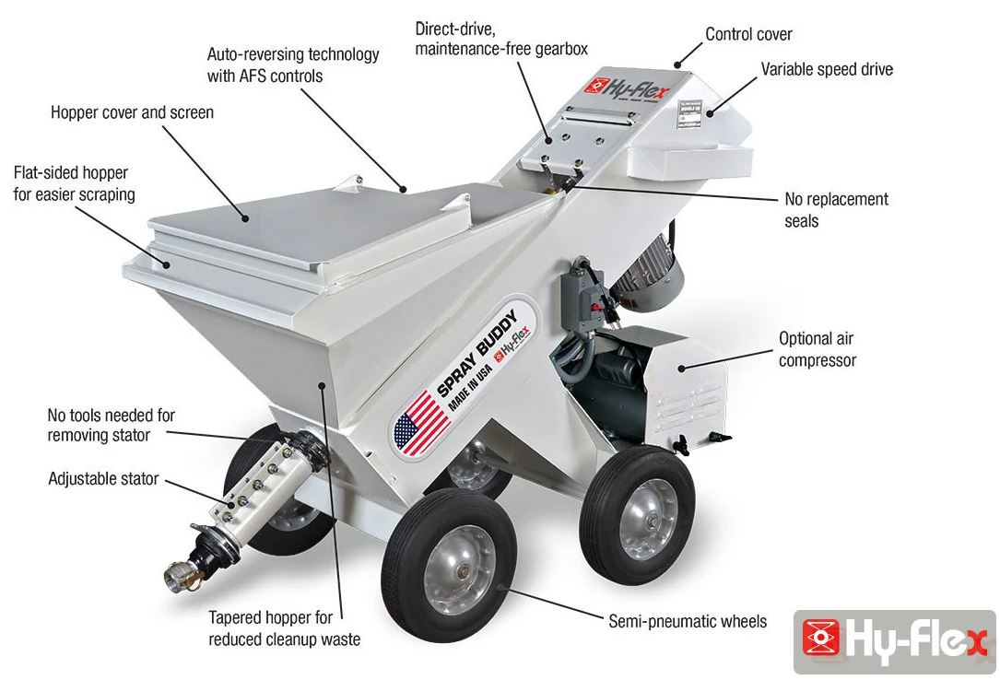 Direct-drive,
maintenance-free gearbox
Control cover
Auto-reversing technology
with AFS controls
Variable speed drive
Hopper cover and screen
Hy-Flex
Flat-sided hopper
for easier scraping
No replacement
seals
SPRAY BUDDY
MADE IN USA
Hy-Flex
Optional air
compressor
No tools needed for
removing stator
Adjustable stator
Tapered hopper for
reduced cleanup waste
Semi-pneumatic wheels
Hy-Flex